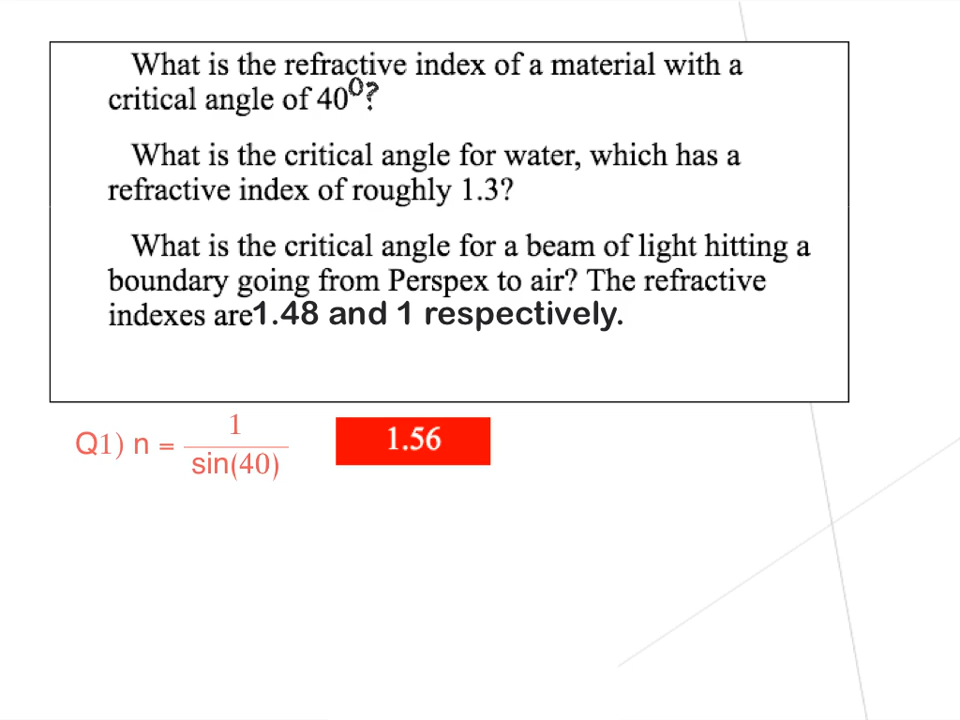 What is the refractive index of a material with a
critical angle of 40⁰?
What is the critical angle for water, which has a
refractive index of roughly 1.3?
What is the critical angle for a beam of light hitting a
boundary going from Perspex to air? The refractive
indexes are1.48 and 1 respectively.
Q1) n = 1/sin(40) 1.56